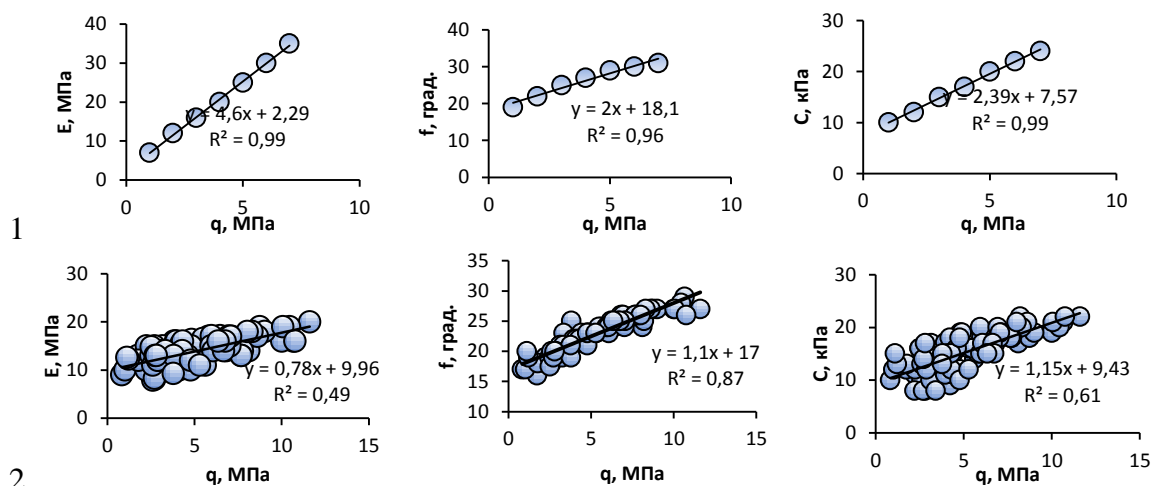 E, МПа
40
30
20
10
0
y = 4,6x + 2,29
R² = 0,99
0
5
10
q, МПа
f, град.
40
30
20
10
0
y = 2x + 18,1
R² = 0,96
0
5
10
q, МПа
C, кПа
30
20
10
0
y = 2,39x + 7,57
R² = 0,99
0
5
10
q, МПа
1
E, МПа
30
20
10
0
y = 0,78x + 9,96
R² = 0,49
0
5
10
15
q, МПа
f, град.
35
30
25
20
15
10
y = 1,1x + 17
R² = 0,87
0
5
10
15
q, МПа
C, кПа
30
20
10
0
y = 1,15x + 9,43
R² = 0,61
0
5
10
15
q, МПа
2